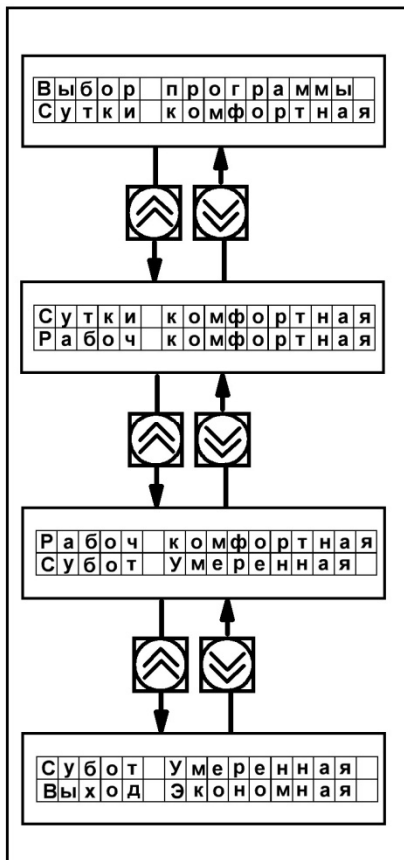 Выбор программы
Сутки комфортная
Сутки комфортная
Рабоч комфортная
Рабоч комфортная
Субот Умеренная
Субот Умеренная
Выход Экономная